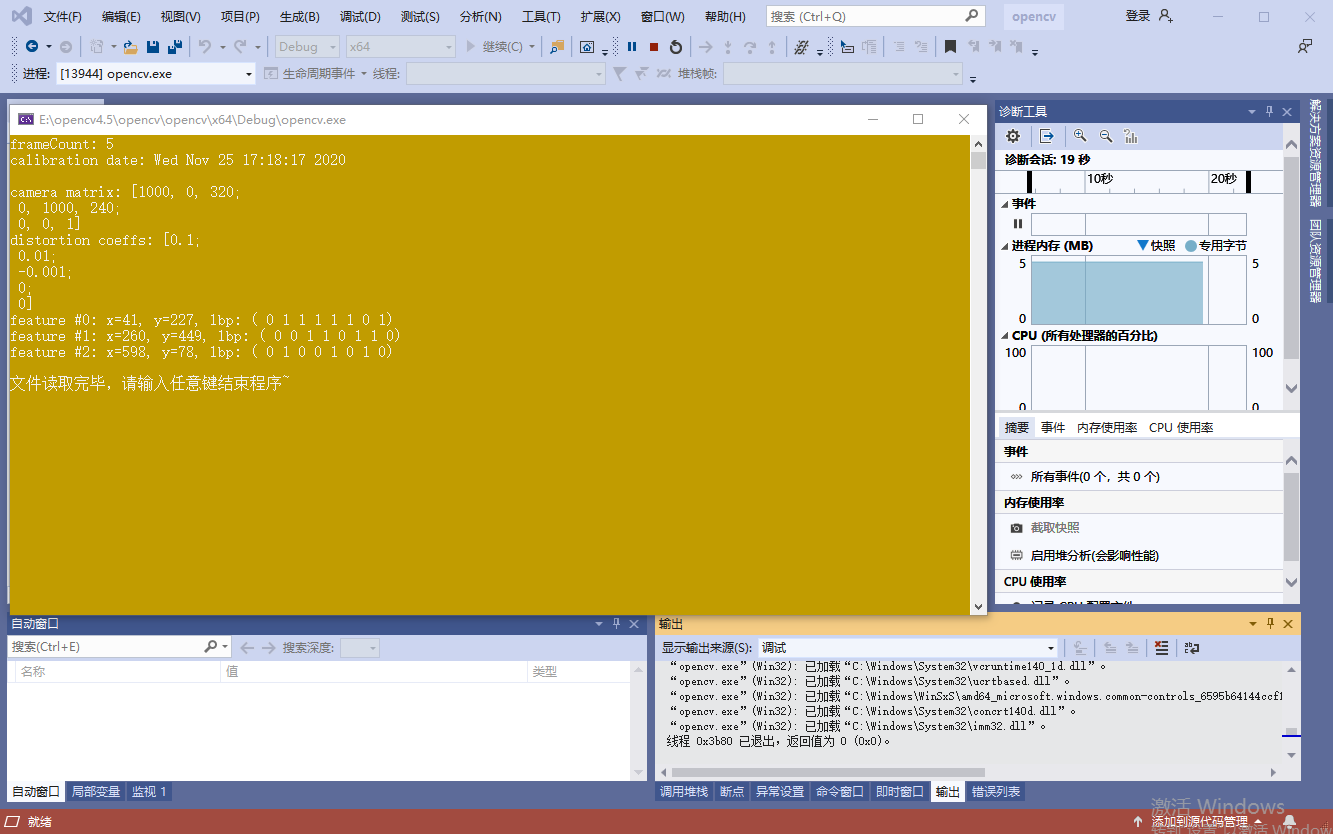 文件(F) 编辑(E) 视图(V) 项目(P) 生成(B) 调试(D) 测试(S) 分析(N) 工具(T) 扩展(X) 窗口(W) 帮助(H) 搜索 (Ctrl+Q) opencv 登录
Debug x64 继续(C)
进程: [13944] opencv.exe 生命周期事件 线程: 堆栈帧:
E:\opencv4.5\opencv\opencv\x64\Debug\opencv.exe
frameCount: 5
calibration date: Wed Nov 25 17:18:17 2020
camera matrix: [1000, 0, 320;
0, 1000, 240;
0, 0, 1]
distortion coeffs: [0.1;
0.01;
-0.001;
0;
0]
feature #0: x=41, y=227, lbp: ( 0 1 1 1 1 1 0 1)
feature #1: x=260, y=449, lbp: ( 0 0 1 1 0 1 1 0)
feature #2: x=598, y=78, lbp: ( 0 1 0 0 1 0 1 0)
文件读取完毕，请输入任意键结束程序~
诊断工具
诊断会话: 19 秒
10秒 20秒
事件
进程内存 (MB) 快照 专用字节
5 5
0 0
CPU (所有处理器的百分比)
100 100
0 0
摘要 事件 内存使用率 CPU 使用率
事件
所有事件(0 个，共 0 个)
内存使用率
截取快照
启用堆分析(会影响性能)
CPU 使用率
记录 CPU 配置文件
解决方案资源管理器
团队资源管理器
自动窗口
搜索(Ctrl+E) 搜索深度:
名称 值 类型
自动窗口 局部变量 监视 1
输出
显示输出来源(S): 调试
“opencv.exe”(Win32): 已加载“C:\Windows\System32\vcruntime140_1d.dll”。
“opencv.exe”(Win32): 已加载“C:\Windows\System32\ucrtbased.dll”。
“opencv.exe”(Win32): 已加载“C:\Windows\WinSxS\amd64_microsoft.windows.common-controls_6595b64144ccf1
“opencv.exe”(Win32): 已加载“C:\Windows\System32\concrt140d.dll”。
“opencv.exe”(Win32): 已加载“C:\Windows\System32\imm32.dll”。
线程 0x3b80 已退出，返回值为 0 (0x0)。
调用堆栈 断点 异常设置 命令窗口 即时窗口 输出 错误列表
激活 Windows
就绪 添加到源代码管理